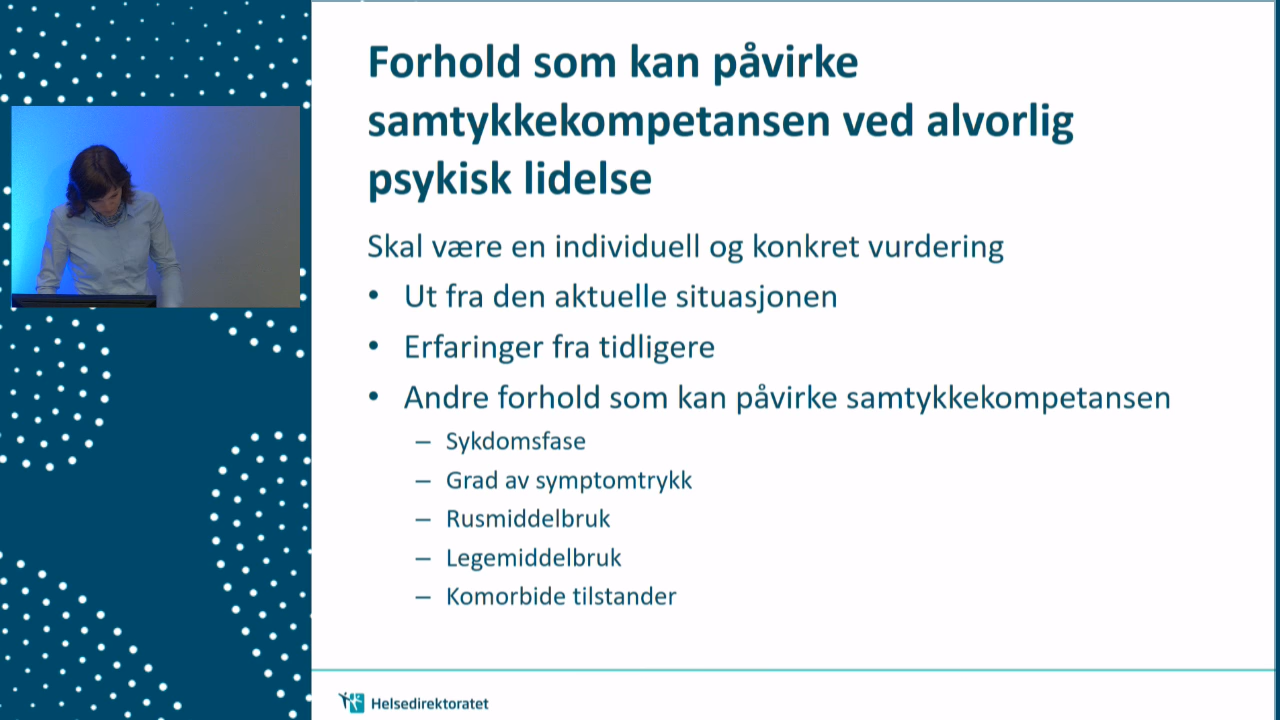 Forhold som kan påvirke
samtykkekompetansen ved alvorlig
psykisk lidelse
Skal være en individuell og konkret vurdering
• Ut fra den aktuelle situasjonen
• Erfaringer fra tidligere
• Andre forhold som kan påvirke samtykkekompetansen
– Sykdomsfase
– Grad av symptomtrykk
– Rusmiddelbruk
– Legemiddelbruk
– Komorbide tilstander
Helsedirektoratet